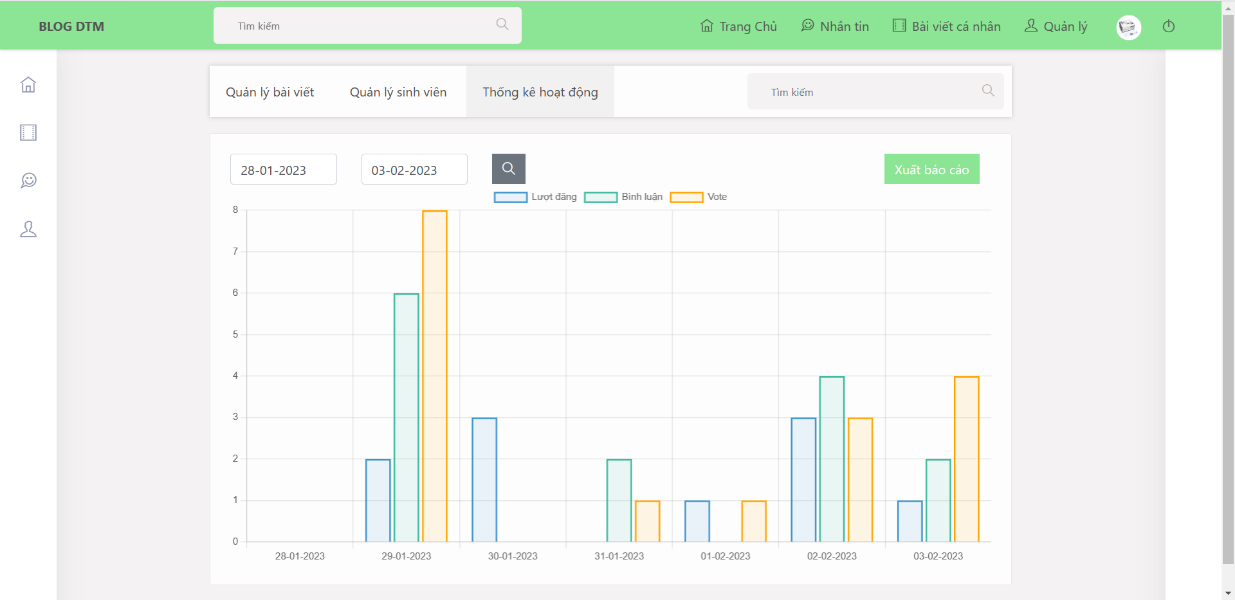 BLOG DTM
Tìm kiếm
Trang Chủ
Nhắn tin
Bài viết cá nhân
Quản lý
Quản lý bài viết
Quản lý sinh viên
Thống kê hoạt động
Tìm kiếm
28-01-2023
03-02-2023
Xuất báo cáo
Lượt đăng
Bình luận
Vote
8
7
6
5
4
3
2
1
0
28-01-2023
29-01-2023
30-01-2023
31-01-2023
01-02-2023
02-02-2023
03-02-2023